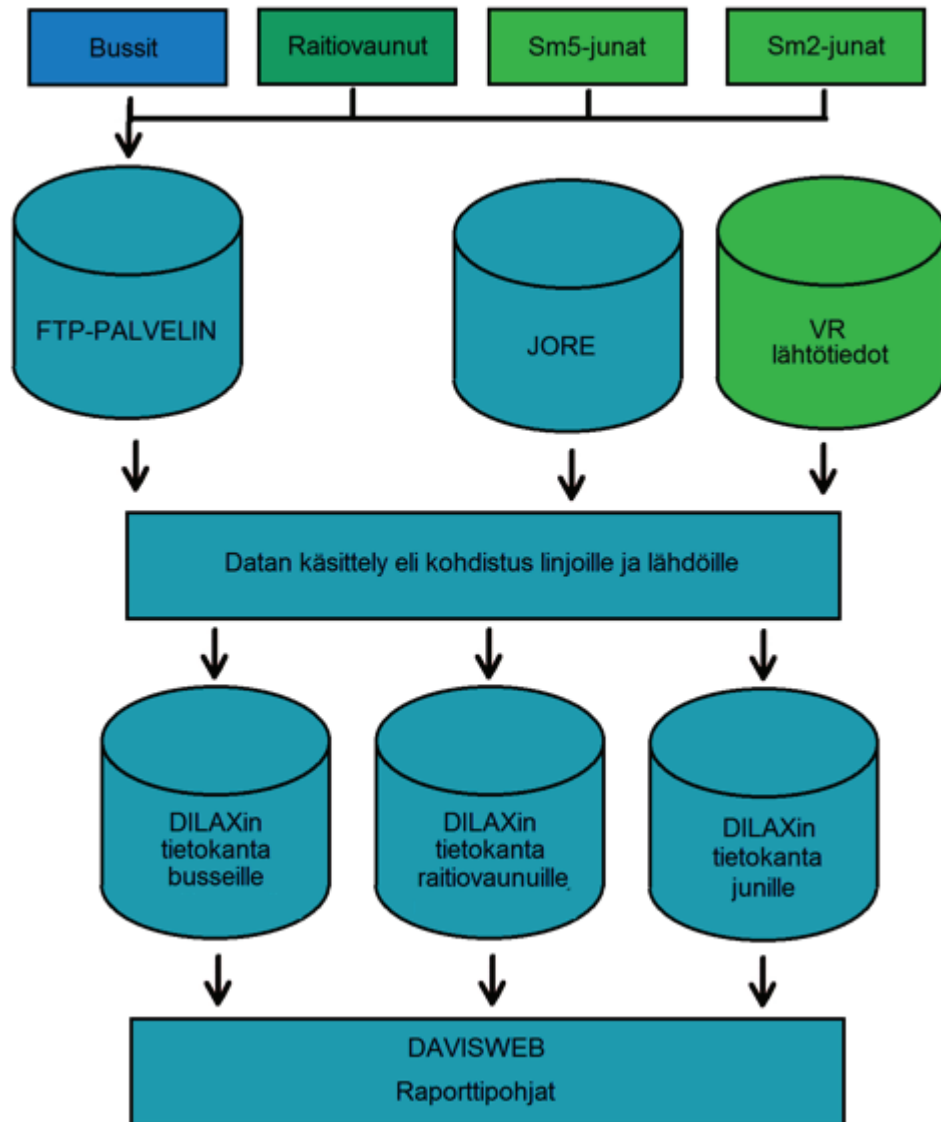 Bussit
Raitiovaunut
Sm5-junat
Sm2-junat
FTP-PALVELIN
JORE
VR
lähtötiedot
Datan käsittely eli kohdistus linjoille ja lähdöille
DILAXin
tietokanta
busseille
DILAXin
tietokanta
raitiovaunuille
DILAXin
tietokanta
junille
DAVISWEB
Raporttipohjat